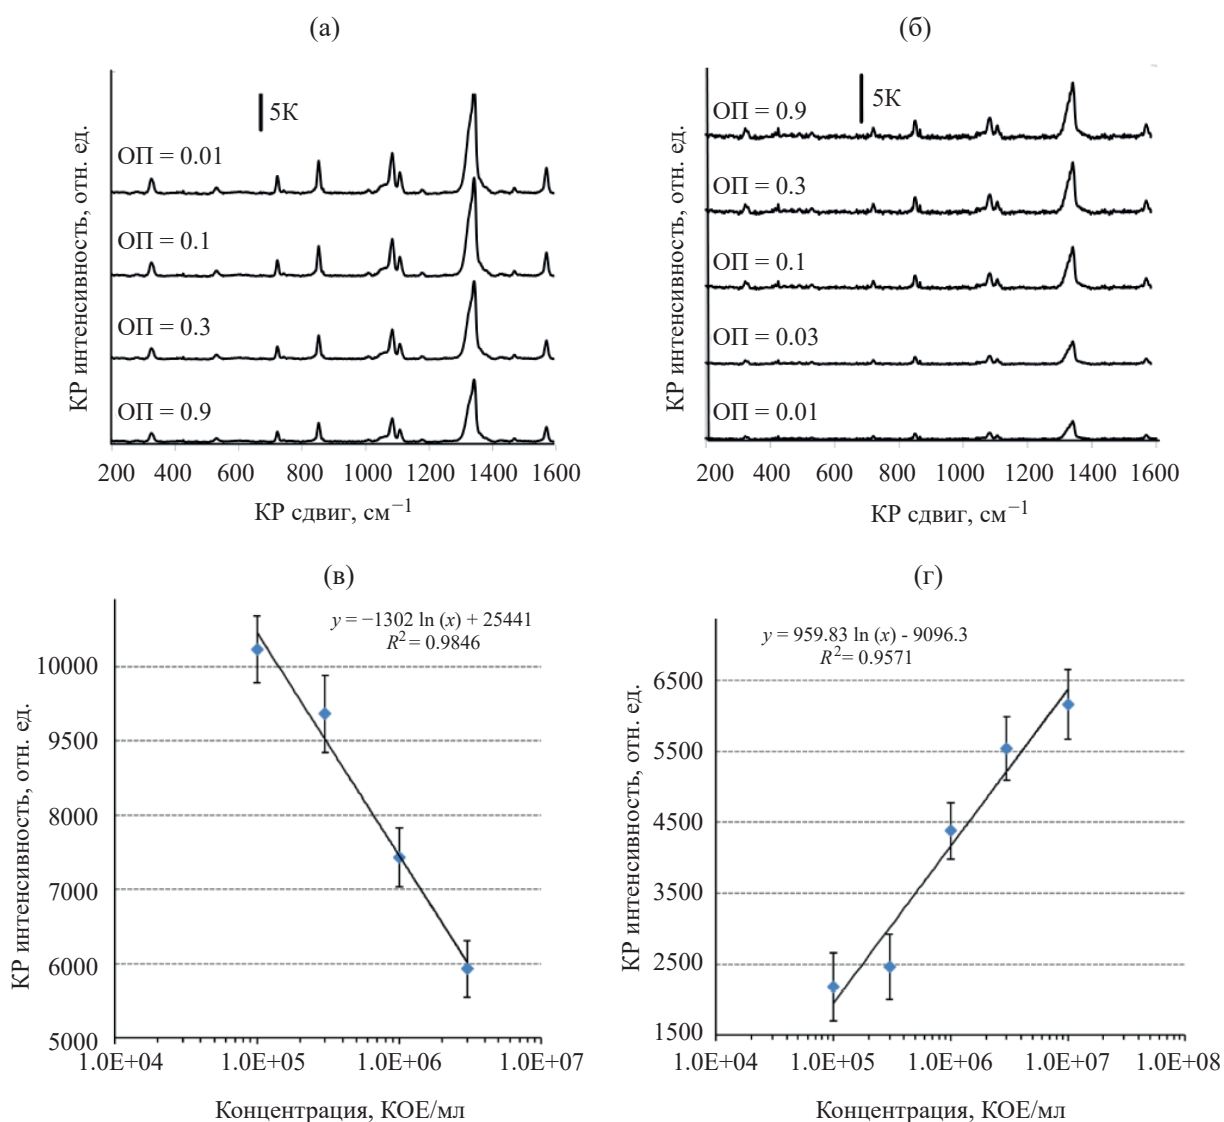 (а)
КР интенсивность, отн. ед.
5К
ОП = 0.01
ОП = 0.1
ОП = 0.3
ОП = 0.9
200 400 600 800 1000 1200 1400 1600
КР сдвиг, см⁻¹
(б)
КР интенсивность, отн. ед.
5К
ОП = 0.9
ОП = 0.3
ОП = 0.1
ОП = 0.03
ОП = 0.01
200 400 600 800 1000 1200 1400 1600
КР сдвиг, см⁻¹
(в)
y = −1302 ln (x) + 25441
R² = 0.9846
КР интенсивность, отн. ед.
10000
9500
8000
7000
6000
5000
1.0E+04 1.0E+05 1.0E+06 1.0E+07
Концентрация, КОЕ/мл
(г)
y = 959.83 ln (x) - 9096.3
R² = 0.9571
КР интенсивность, отн. ед.
6500
5500
4500
3500
2500
1500
1.0E+04 1.0E+05 1.0E+06 1.0E+07 1.0E+08
Концентрация, КОЕ/мл